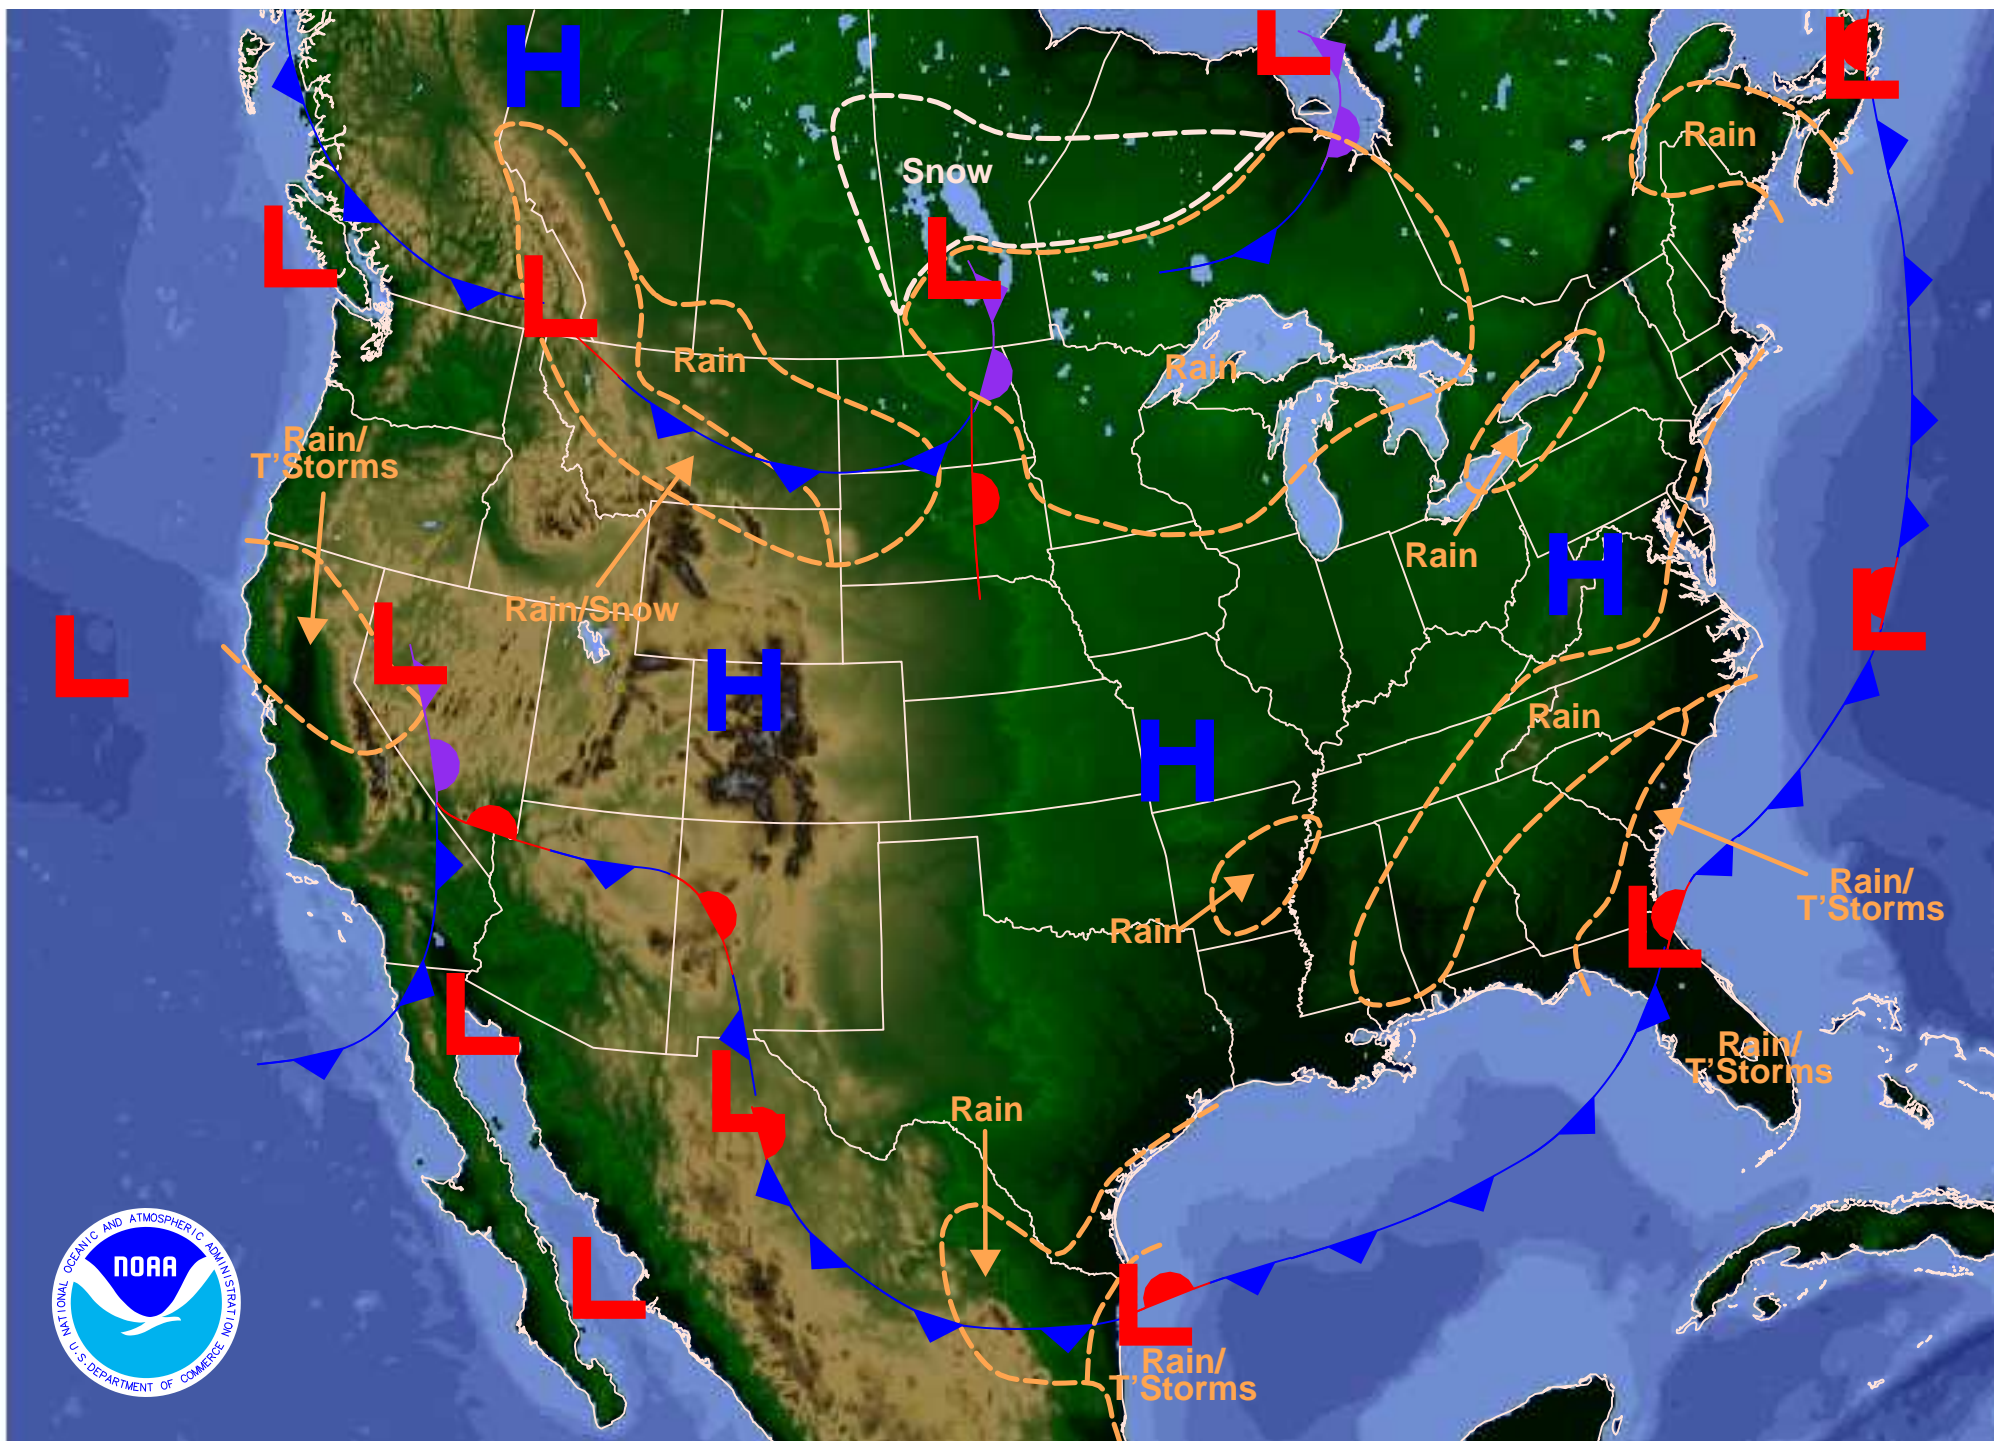 H
L
L
Rain
Snow
L
L
L
Rain
Rain
Rain/
T'Storms
H
Rain
Rain/Snow
L
L
L
H
Rain
H
L
Rain/
T'Storms
Rain
L
L
Rain/
T'Storms
L
Rain
L
L
Rain/
T'Storms
NATIONAL OCEANIC AND ATMOSPHERIC ADMINISTRATION
NOAA
U.S. DEPARTMENT OF COMMERCE